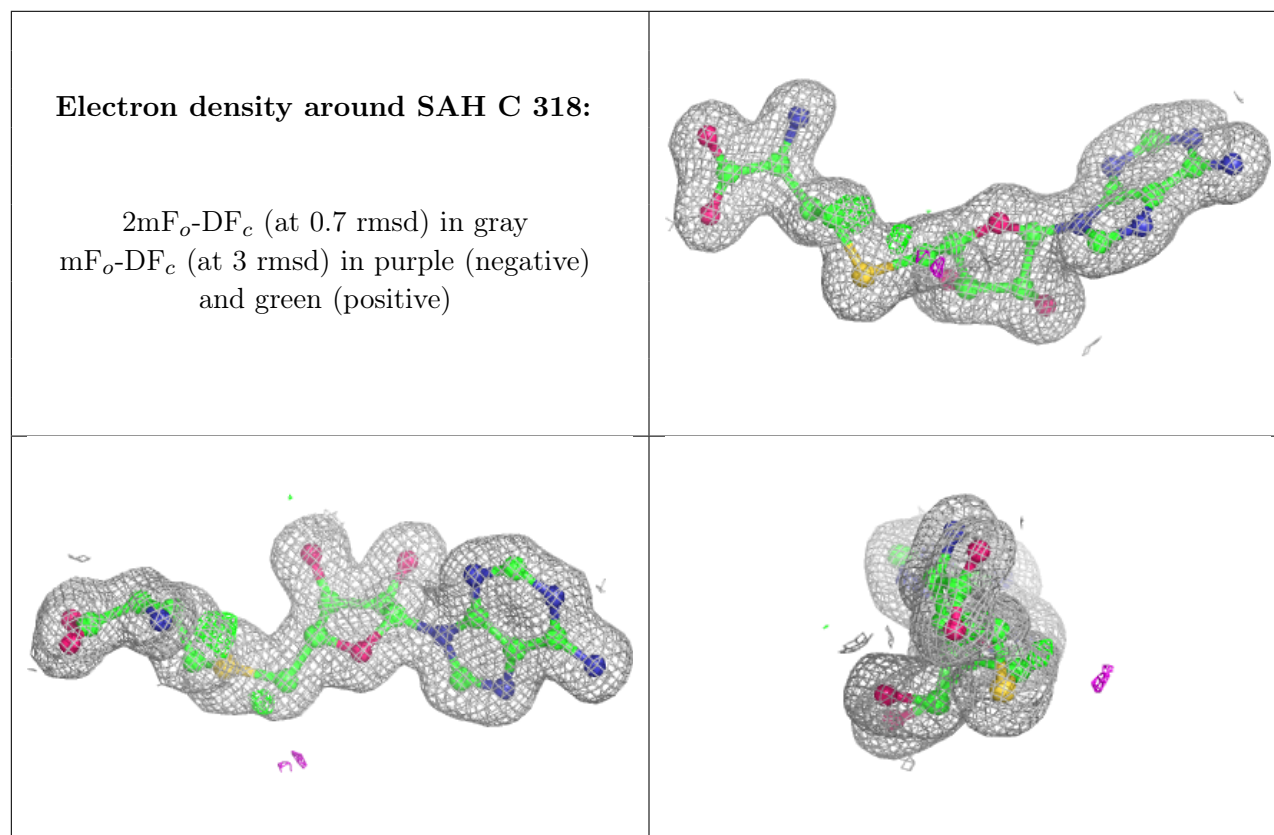 Electron density around SAH C 318:
2mFo-DFc (at 0.7 rmsd) in gray
mFo-DFc (at 3 rmsd) in purple (negative)
and green (positive)